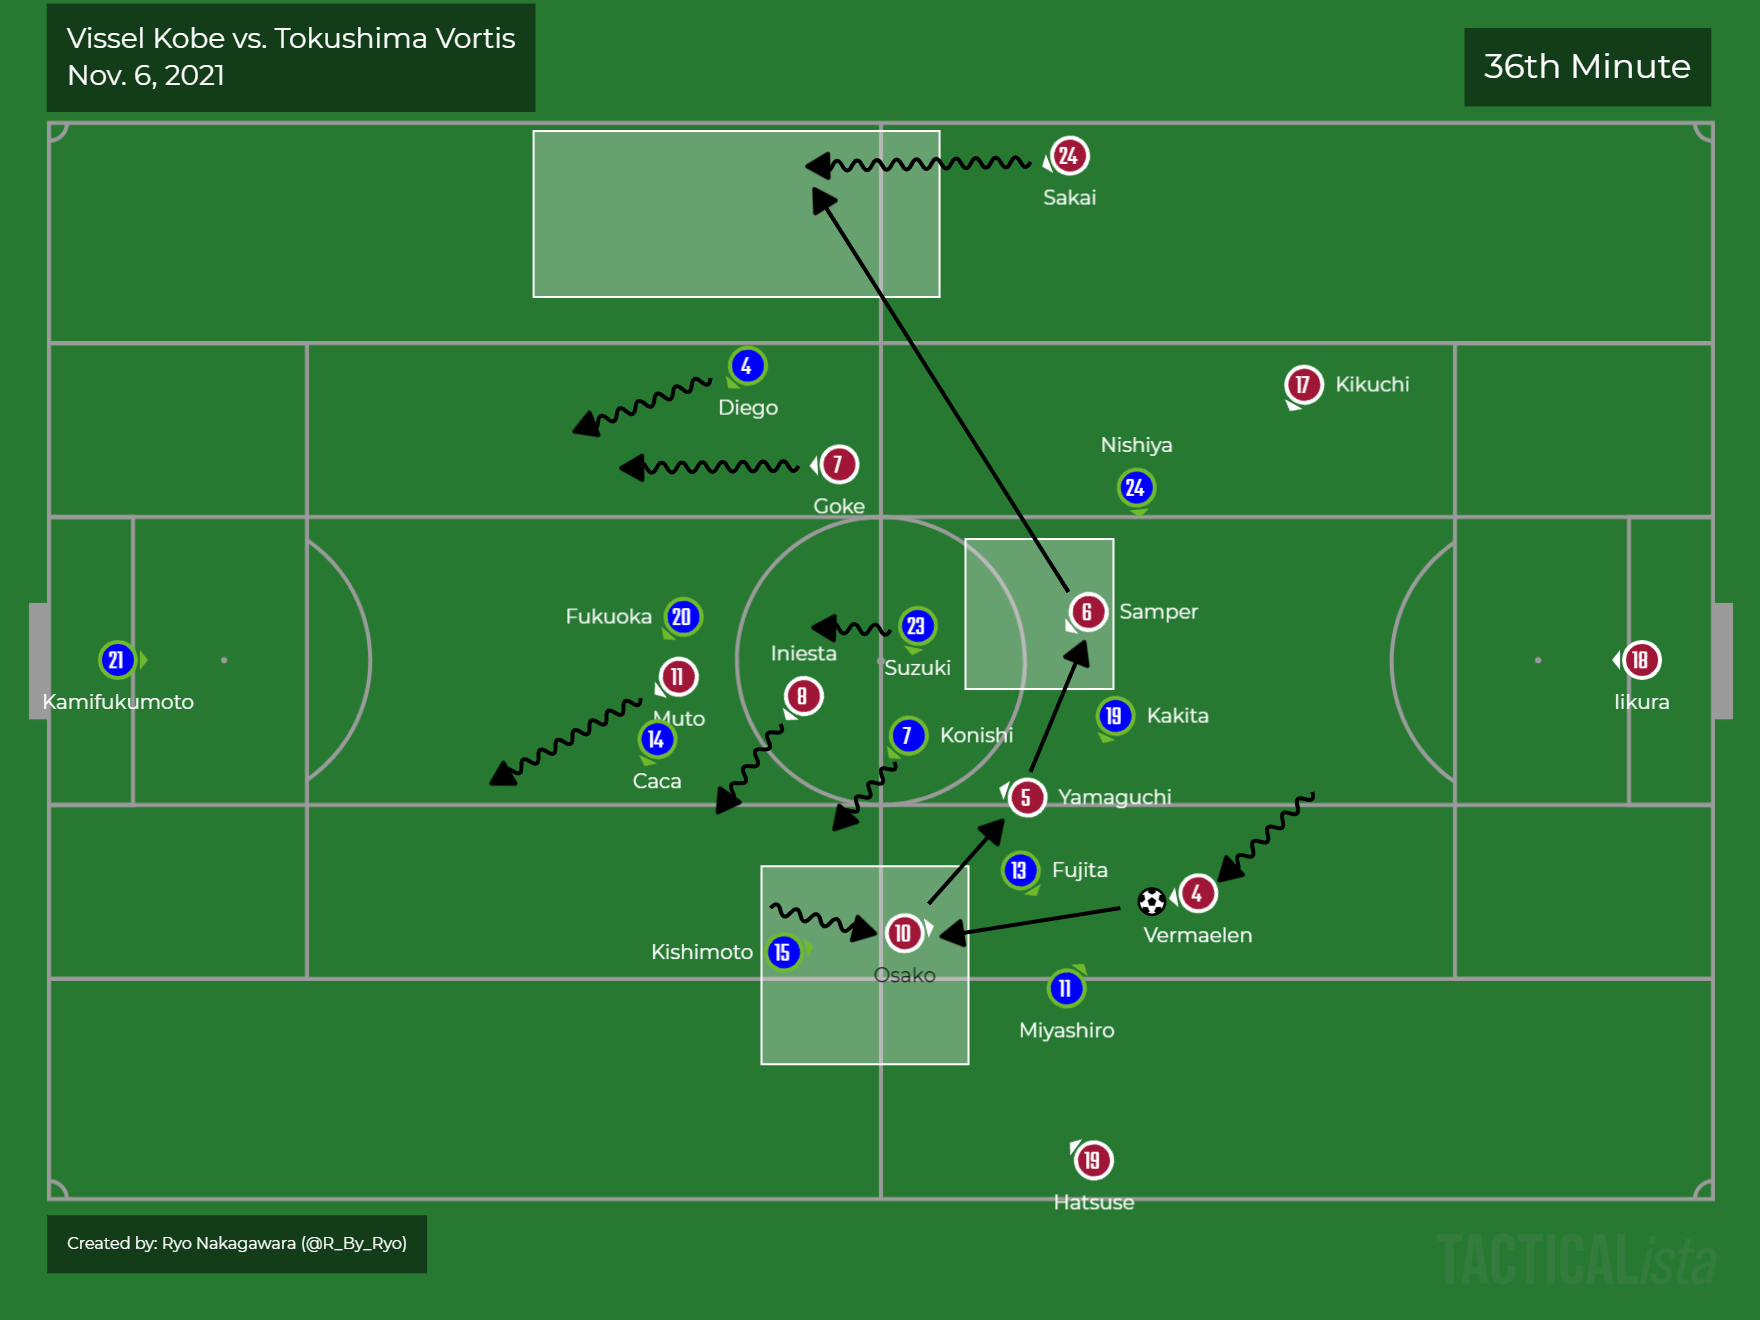 Vissel Kobe vs. Tokushima Vortis
Nov. 6, 2021
36th Minute
24
Sakai
4
Diego
17 Kikuchi
7
Goke
Nishiya
24
Fukuoka 20
23
Suzuki
6 Samper
Iniesta
8
11
Muto
21
Kamifukumoto
18
Iikura
14
Caca
7 Konishi
19 Kakita
5 Yamaguchi
13 Fujita
4
Vermaelen
10
Osako
Kishimoto 15
11
Miyashiro
19
Hatsuse
Created by: Ryo Nakagawara (@R_By_Ryo)
TACTICALista